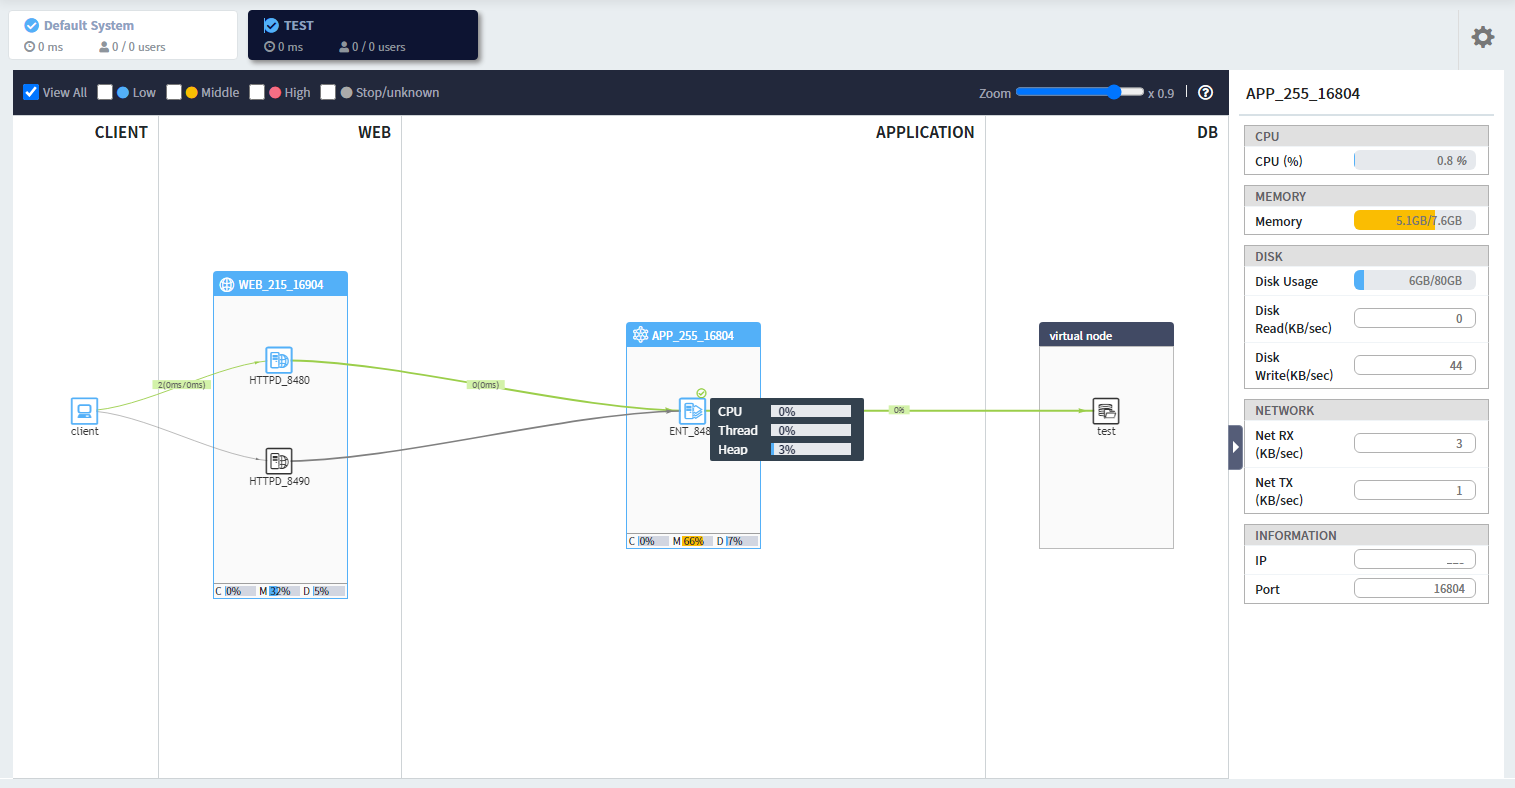 Default System
0 ms 0 / 0 users
TEST
0 ms 0 / 0 users
View All Low Middle High Stop/unknown
Zoom x 0.9
CLIENT WEB APPLICATION DB
WEB_215_16904
HTTPD_8480
HTTPD_8490
C 0% M 32% D 5%
client
2(0ms/0ms)
0(0ms)
APP_255_16804
ENT_848
CPU 0%
Thread 0%
Heap 3%
C 0% M 66% D 7%
0%
virtual node
test
APP_255_16804
CPU
CPU (%) 0.8 %
MEMORY
Memory 5.1GB/7.6GB
DISK
Disk Usage 6GB/80GB
Disk
Read(KB/sec) 0
Disk
Write(KB/sec) 44
NETWORK
Net RX
(KB/sec) 3
Net TX
(KB/sec) 1
INFORMATION
IP
Port 16804